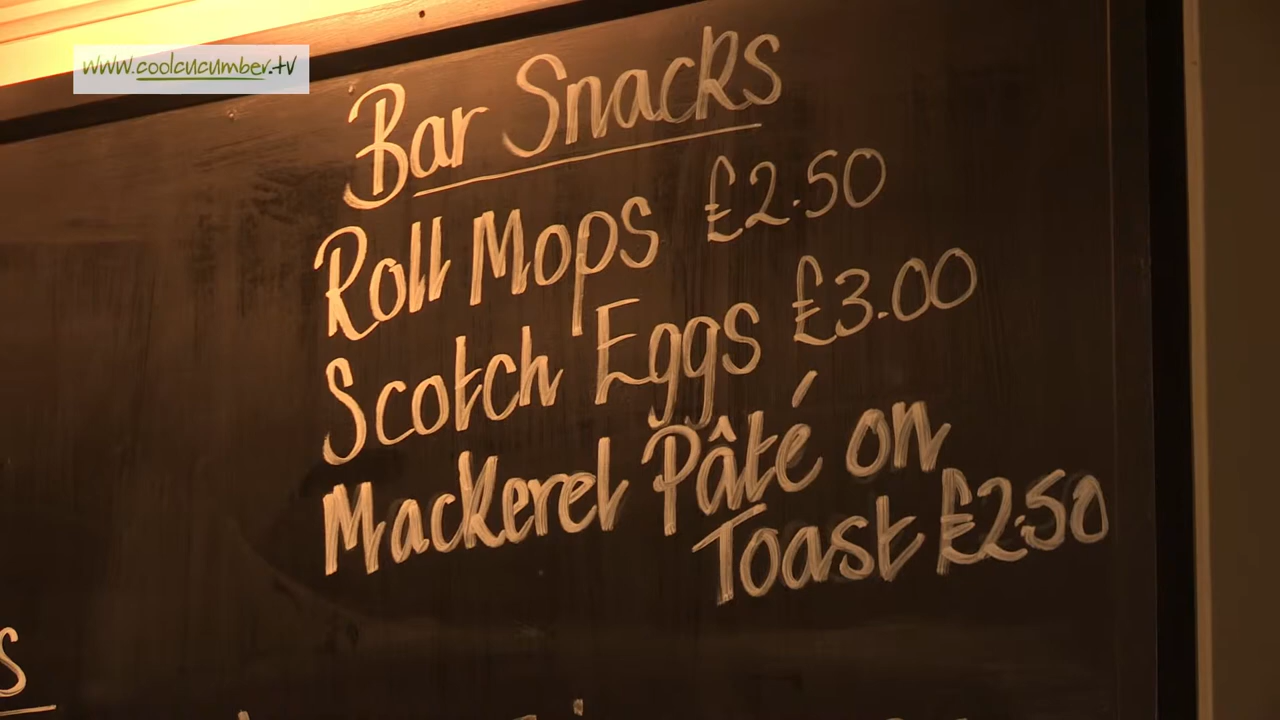 www.coolcucumber.tv
Bar Snacks
Roll Mops £2.50
Scotch Eggs £3.00
Mackerel Pâté on
Toast £2.50
s